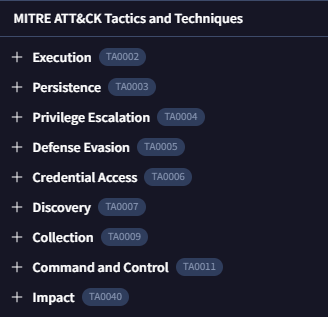 MITRE ATT&CK Tactics and Techniques
+ Execution TA0002
+ Persistence TA0003
+ Privilege Escalation TA0004
+ Defense Evasion TA0005
+ Credential Access TA0006
+ Discovery TA0007
+ Collection TA0009
+ Command and Control TA0011
+ Impact TA0040